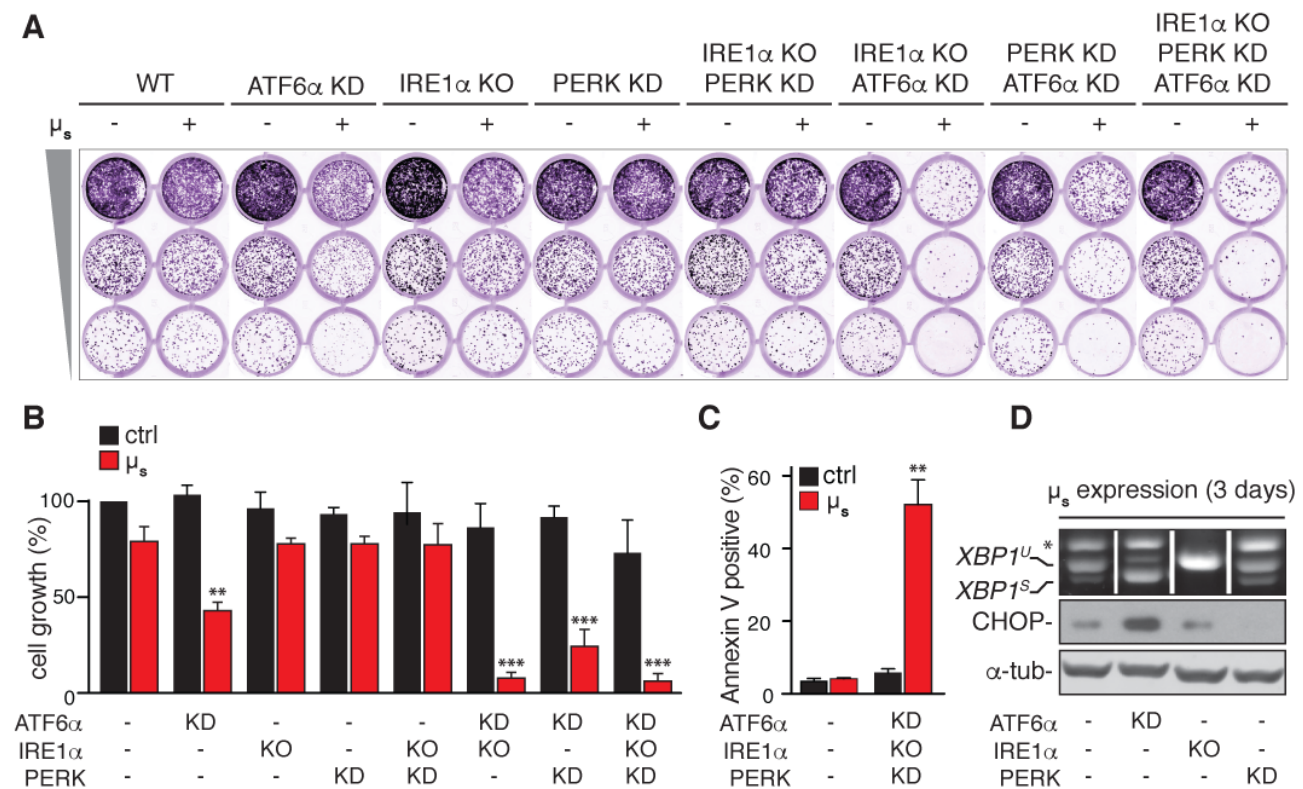 A
IRE1α KO
IRE1α KO IRE1α KO PERK KD PERK KD
WT ATF6α KD IRE1α KO PERK KD PERK KD ATF6α KD ATF6α KD ATF6α KD
μs - + - + - + - + - + - + - + - +
B
ctrl
μs
cell growth (%)
100
50
0
**
***
***
***
ATF6α - KD - - - KD KD KD
IRE1α - - KO - KO KO - KO
PERK - - - KD KD - KD KD
C
ctrl
μs
Annexin V positive (%)
60
40
20
0
**
ATF6α - KD
IRE1α - KO
PERK - KD
D
μs expression (3 days)
*
XBP1U
XBP1S
CHOP-
α-tub-
ATF6α - KD - -
IRE1α - - KO -
PERK - - - KD